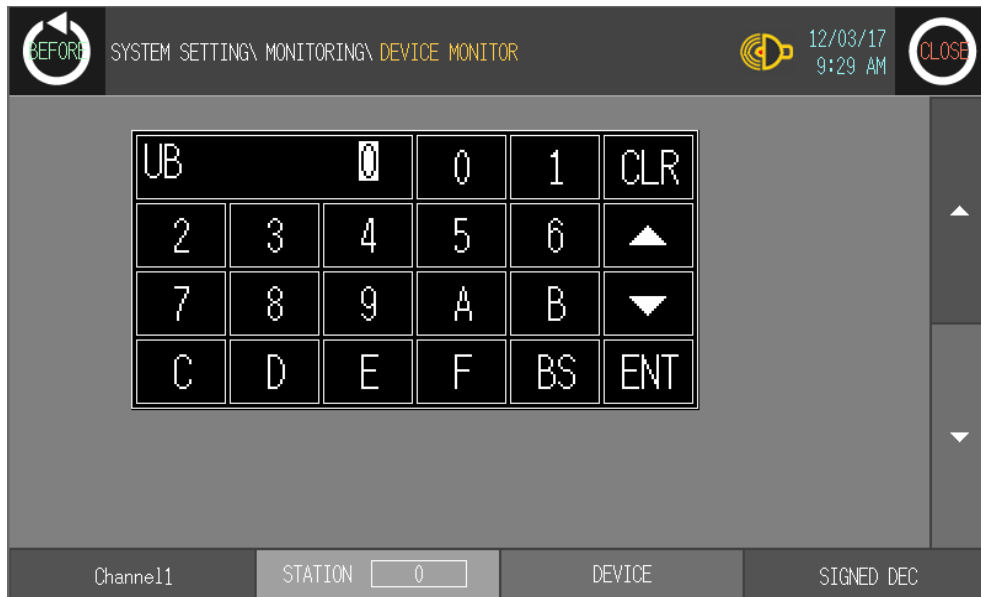 BEFORE SYSTEM SETTING\ MONITORING\ DEVICE MONITOR 12/03/17 CLOSE
9:29 AM
UB 0 0 1 CLR
2 3 4 5 6
7 8 9 A B
C D E F BS ENT
Channel1 STATION 0 DEVICE SIGNED DEC